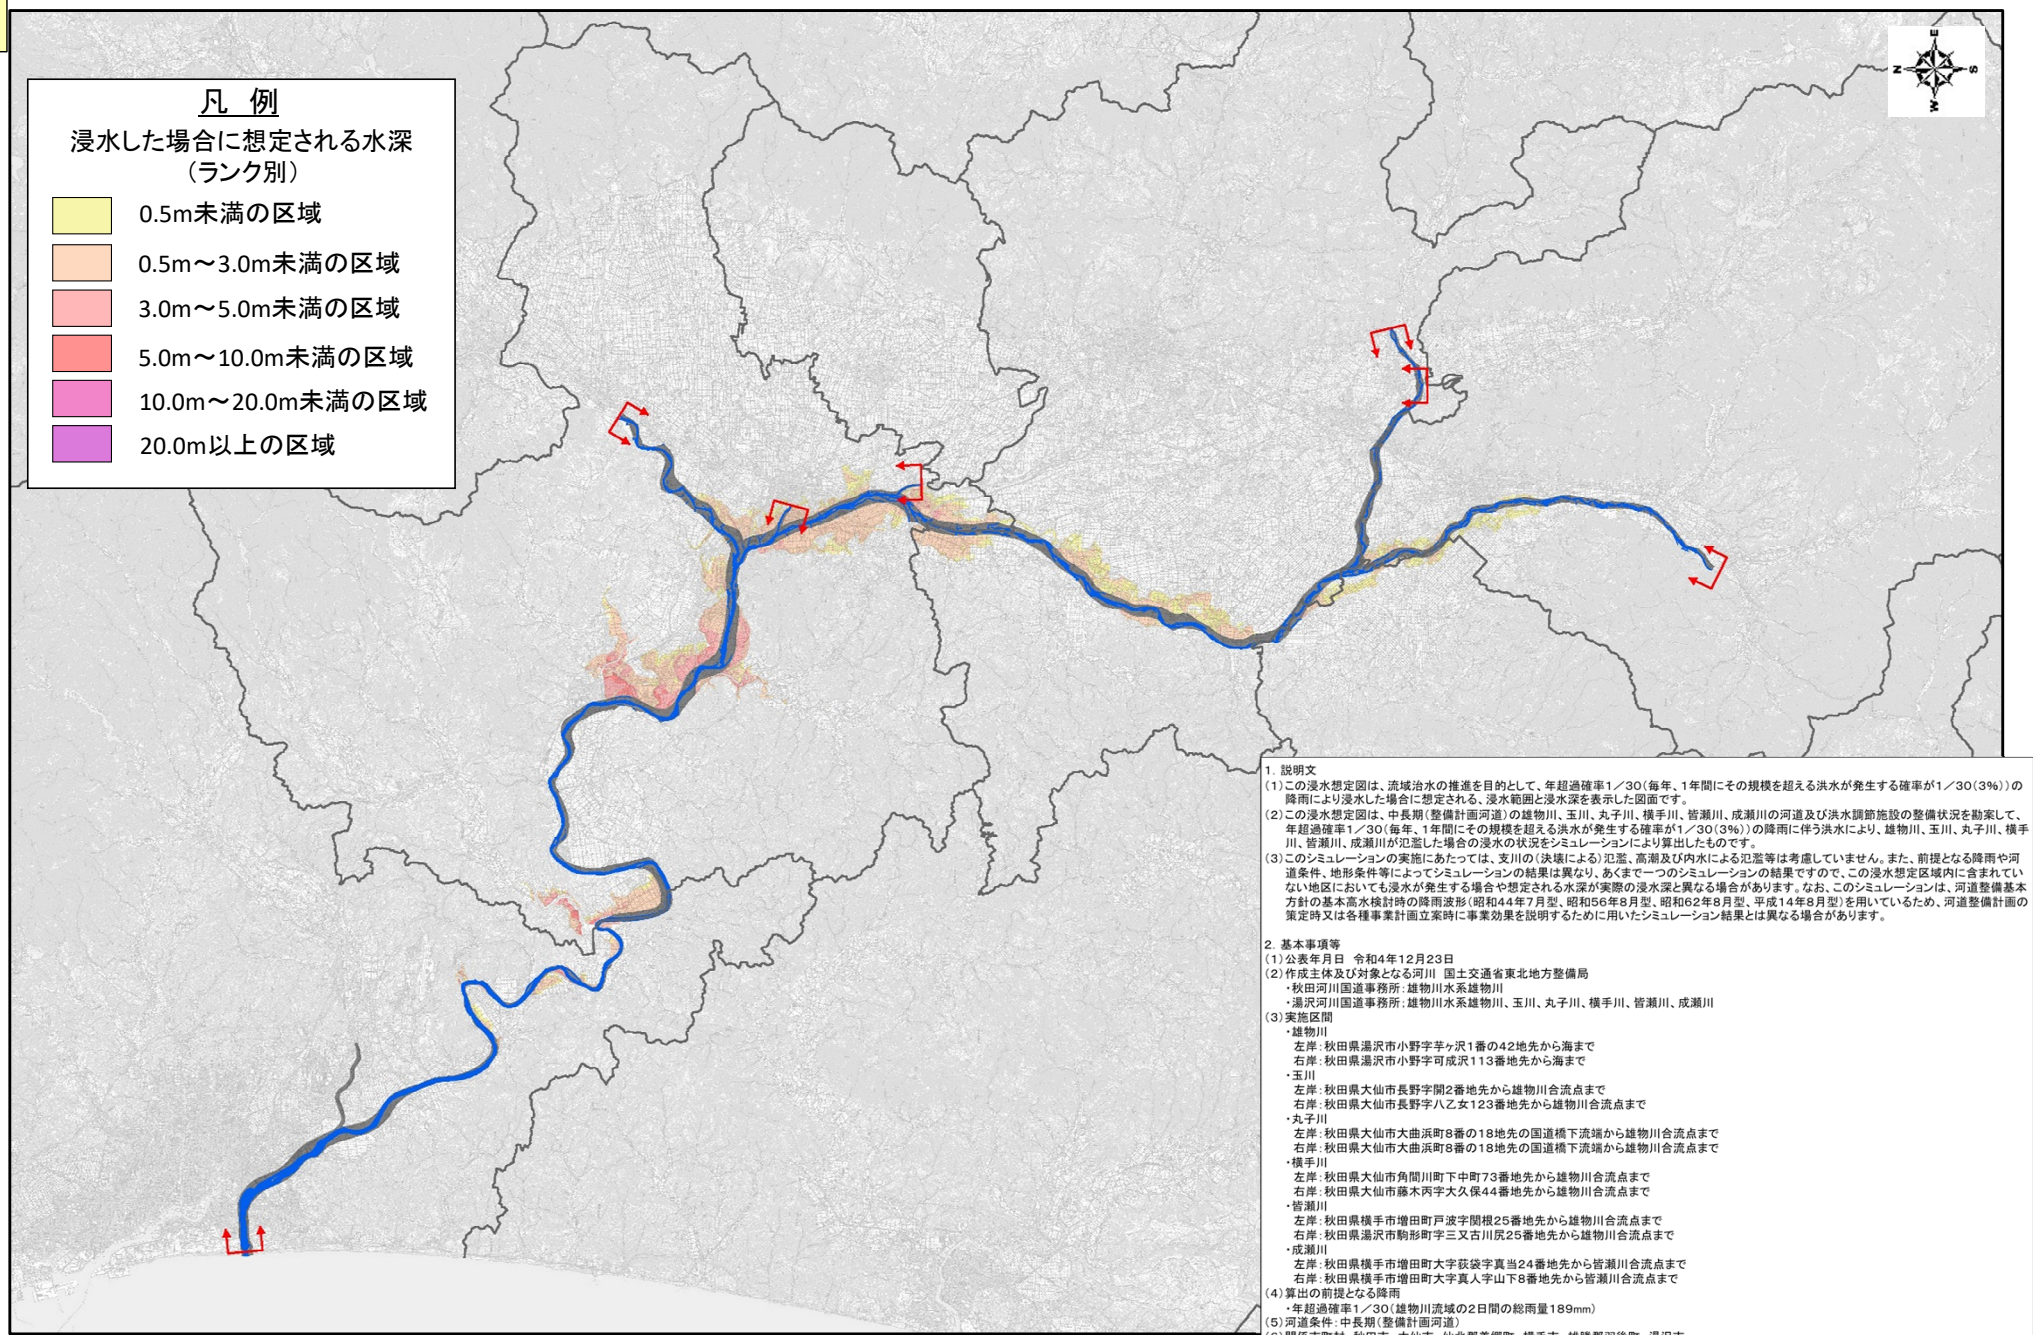 凡 例
浸水した場合に想定される水深
（ランク別）
0.5m未満の区域
0.5m～3.0m未満の区域
3.0m～5.0m未満の区域
5.0m～10.0m未満の区域
10.0m～20.0m未満の区域
20.0m以上の区域
E
N
S
W
1. 説明文
(1)この浸水想定図は、流域治水の推進を目的として、年超過確率1／30(毎年、1年間にその規模を超える洪水が発生する確率が1／30(3%))の
降雨により浸水した場合に想定される、浸水範囲と浸水深を表示した図面です。
(2)この浸水想定図は、中長期(整備計画河道)の雄物川、玉川、丸子川、横手川、皆瀬川、成瀬川の河道及び洪水調節施設の整備状況を勘案して、
年超過確率1／30(毎年、1年間にその規模を超える洪水が発生する確率が1／30(3%))の降雨に伴う洪水により、雄物川、玉川、丸子川、横手
川、皆瀬川、成瀬川が氾濫した場合の浸水の状況をシミュレーションにより算出したものです。
(3)このシミュレーションの実施にあたっては、支川の(決壊による)氾濫、高潮及び内水による氾濫等は考慮していません。また、前提となる降雨や河
道条件、地形条件等によってシミュレーションの結果は異なり、あくまで一つのシミュレーションの結果ですので、この浸水想定区域内に含まれてい
ない地区においても浸水が発生する場合や想定される水深が実際の浸水深と異なる場合があります。なお、このシミュレーションは、河道整備基本
方針の基本高水検討時の降雨波形(昭和44年7月型、昭和56年8月型、昭和62年8月型、平成14年8月型)を用いているため、河道整備計画の
策定時又は各種事業計画立案時に事業効果を説明するために用いたシミュレーション結果とは異なる場合があります。
2. 基本事項等
(1)公表年月日 令和4年12月23日
(2)作成主体及び対象となる河川 国土交通省東北地方整備局
・秋田河川国道事務所:雄物川水系雄物川
・湯沢河川国道事務所:雄物川水系雄物川、玉川、丸子川、横手川、皆瀬川、成瀬川
(3)実施区間
・雄物川
左岸:秋田県湯沢市小野字芋ヶ沢1番の42地先から海まで
右岸:秋田県湯沢市小野字可成沢113番地先から海まで
・玉川
左岸:秋田県大仙市長野字開2番地先から雄物川合流点まで
右岸:秋田県大仙市長野字八乙女123番地先から雄物川合流点まで
・丸子川
左岸:秋田県大仙市大曲浜町8番の18地先の国道橋下流端から雄物川合流点まで
右岸:秋田県大仙市大曲浜町8番の18地先の国道橋下流端から雄物川合流点まで
・横手川
左岸:秋田県大仙市角間川町下中町73番地先から雄物川合流点まで
右岸:秋田県大仙市藤木丙字大久保44番地先から雄物川合流点まで
・皆瀬川
左岸:秋田県横手市増田町戸波字関根25番地先から雄物川合流点まで
右岸:秋田県湯沢市駒形町字三又古川尻25番地先から雄物川合流点まで
・成瀬川
左岸:秋田県横手市増田町大字荻袋字真当24番地先から皆瀬川合流点まで
右岸:秋田県横手市増田町大字真人字山下8番地先から皆瀬川合流点まで
(4)算出の前提となる降雨
・年超過確率1／30(雄物川流域の2日間の総雨量189mm)
(5)河道条件:中長期(整備計画河道)